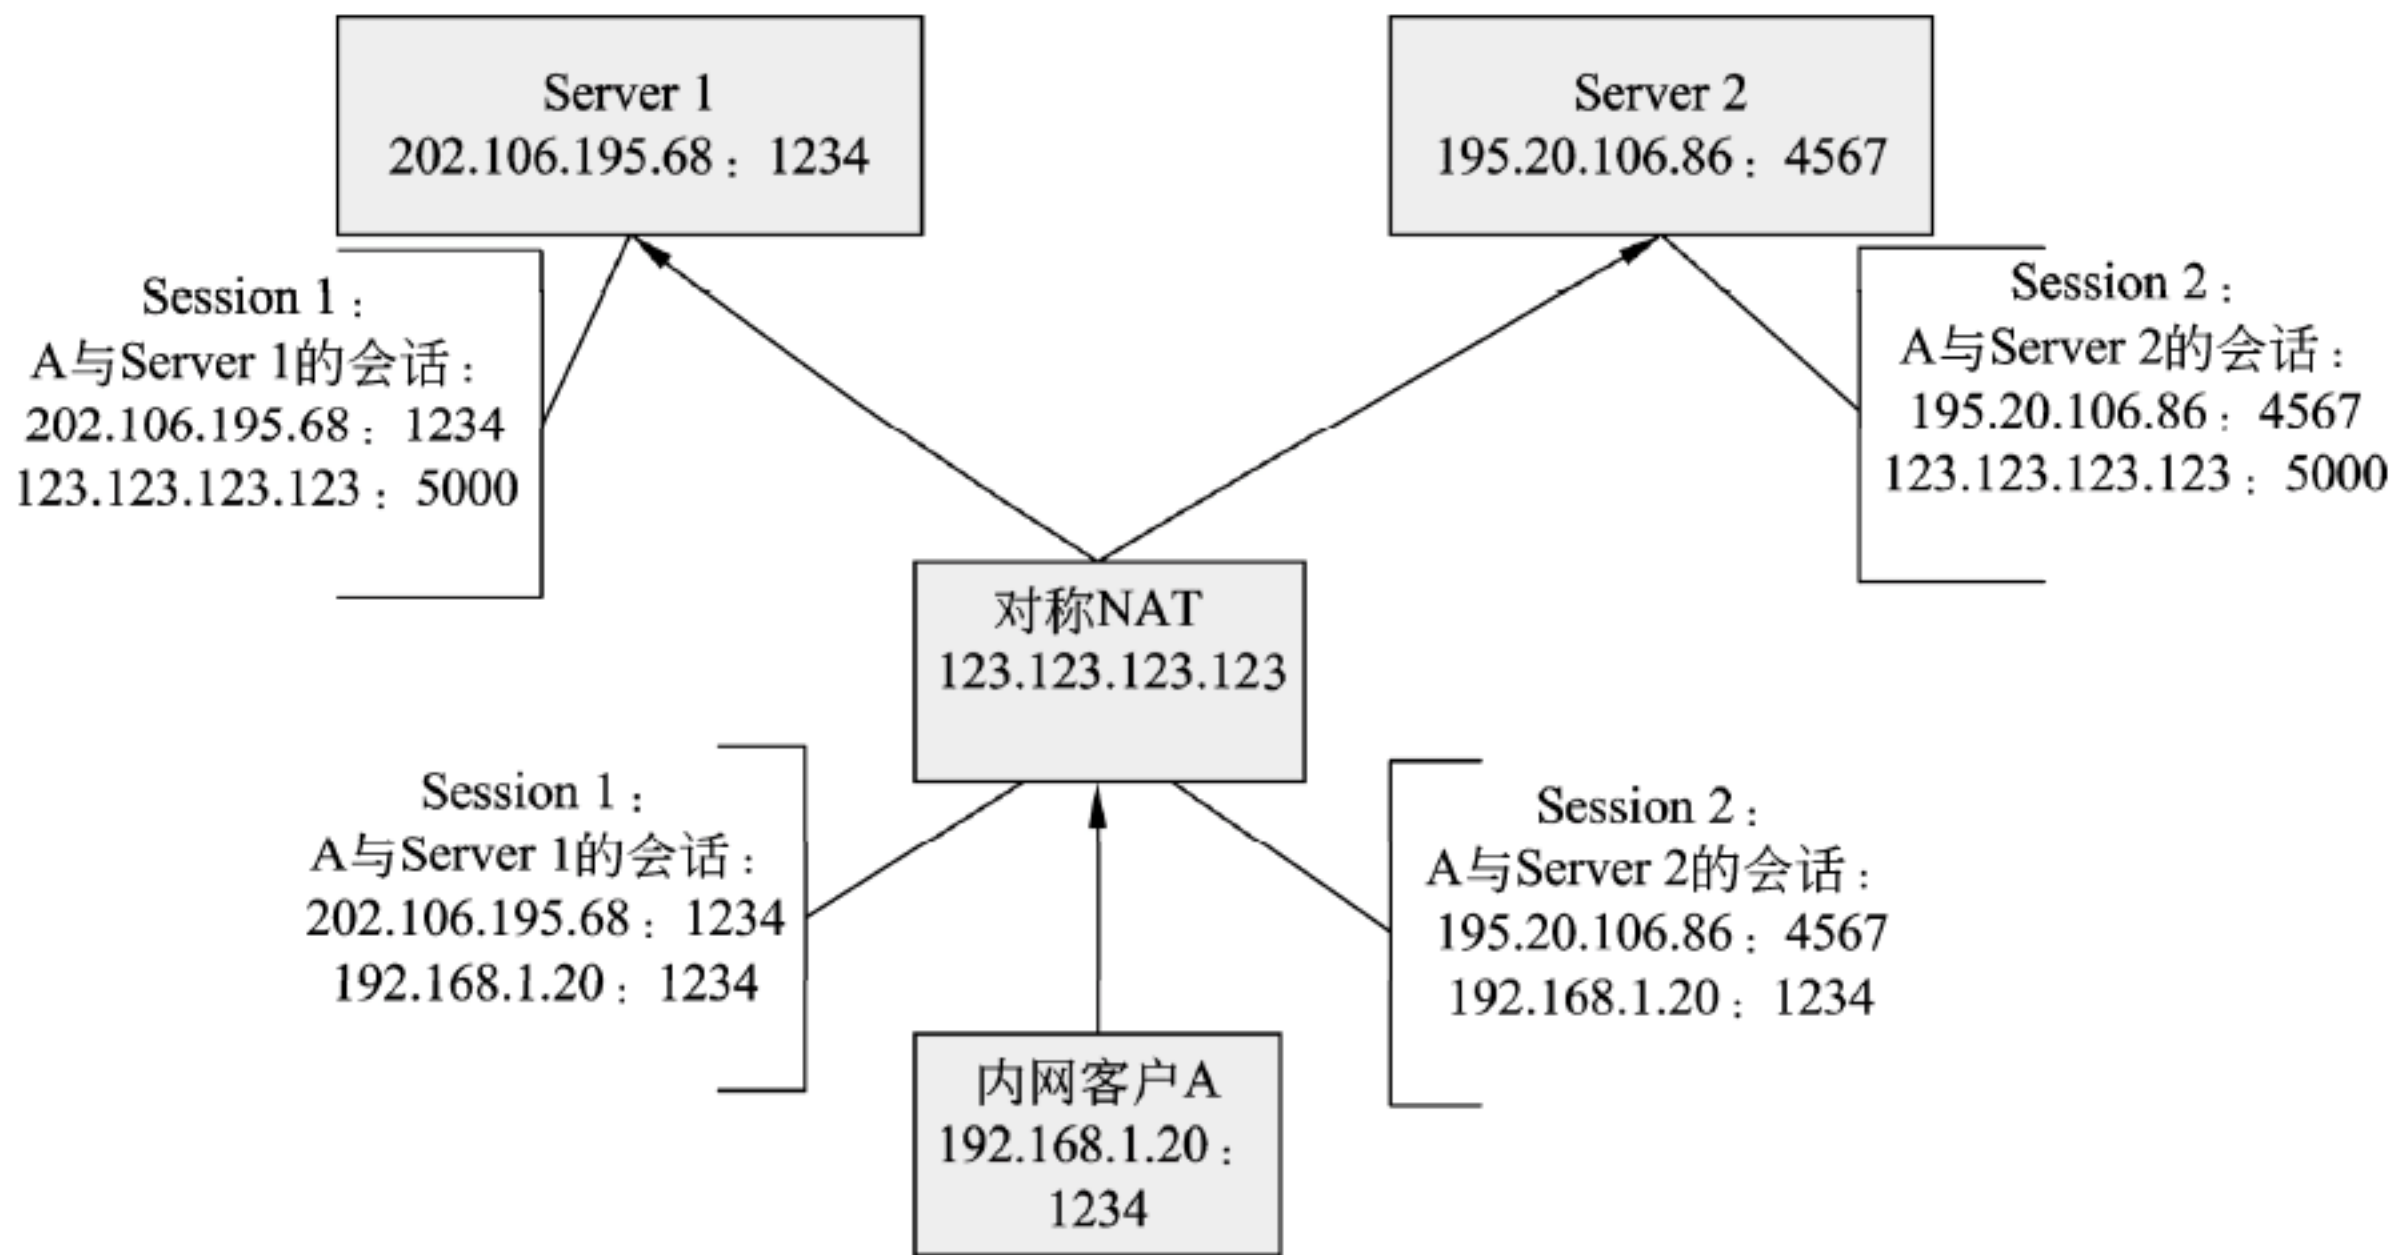 Server 1
202.106.195.68：1234
Server 2
195.20.106.86：4567
Session 1：
A与Server 1的会话：
202.106.195.68：1234
123.123.123.123：5000
Session 2：
A与Server 2的会话：
195.20.106.86：4567
123.123.123.123：5000
对称NAT
123.123.123.123
Session 1：
A与Server 1的会话：
202.106.195.68：1234
192.168.1.20：1234
Session 2：
A与Server 2的会话：
195.20.106.86：4567
192.168.1.20：1234
内网客户A
192.168.1.20：
1234